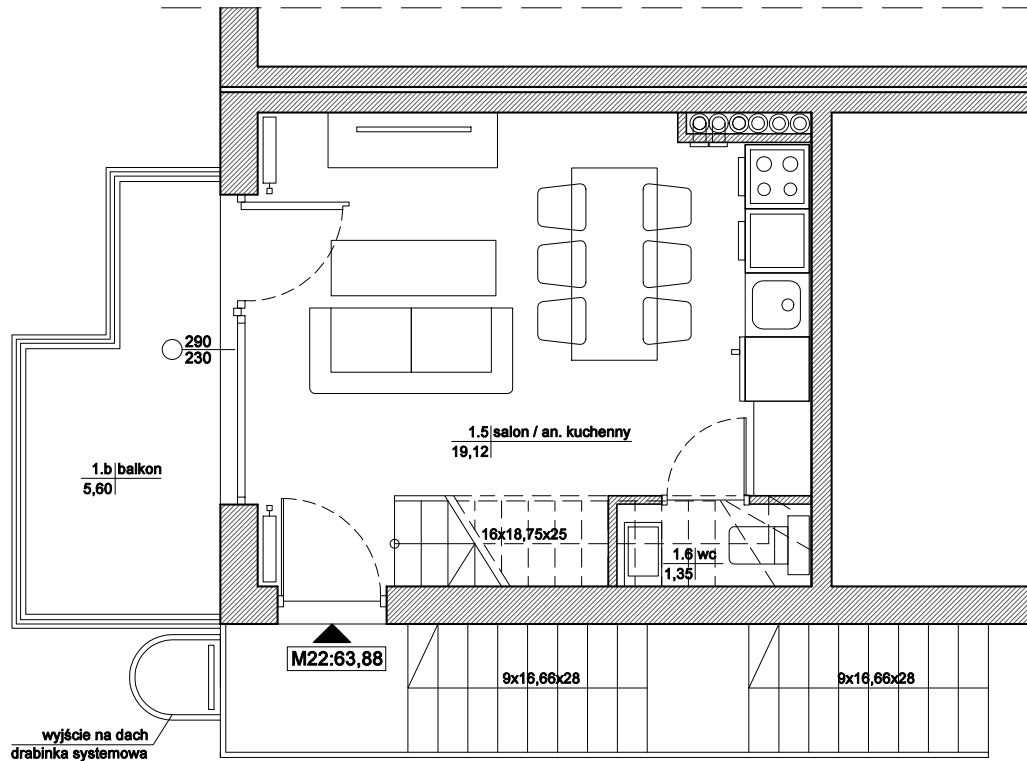 290
230
1.5 salon / an. kuchenny
19,12
1.b balkon
5,60
16x18,75x25
1.6 wc
1,35
M22:63,88
9x16,66x28
9x16,66x28
wyjście na dach
drabinka systemowa